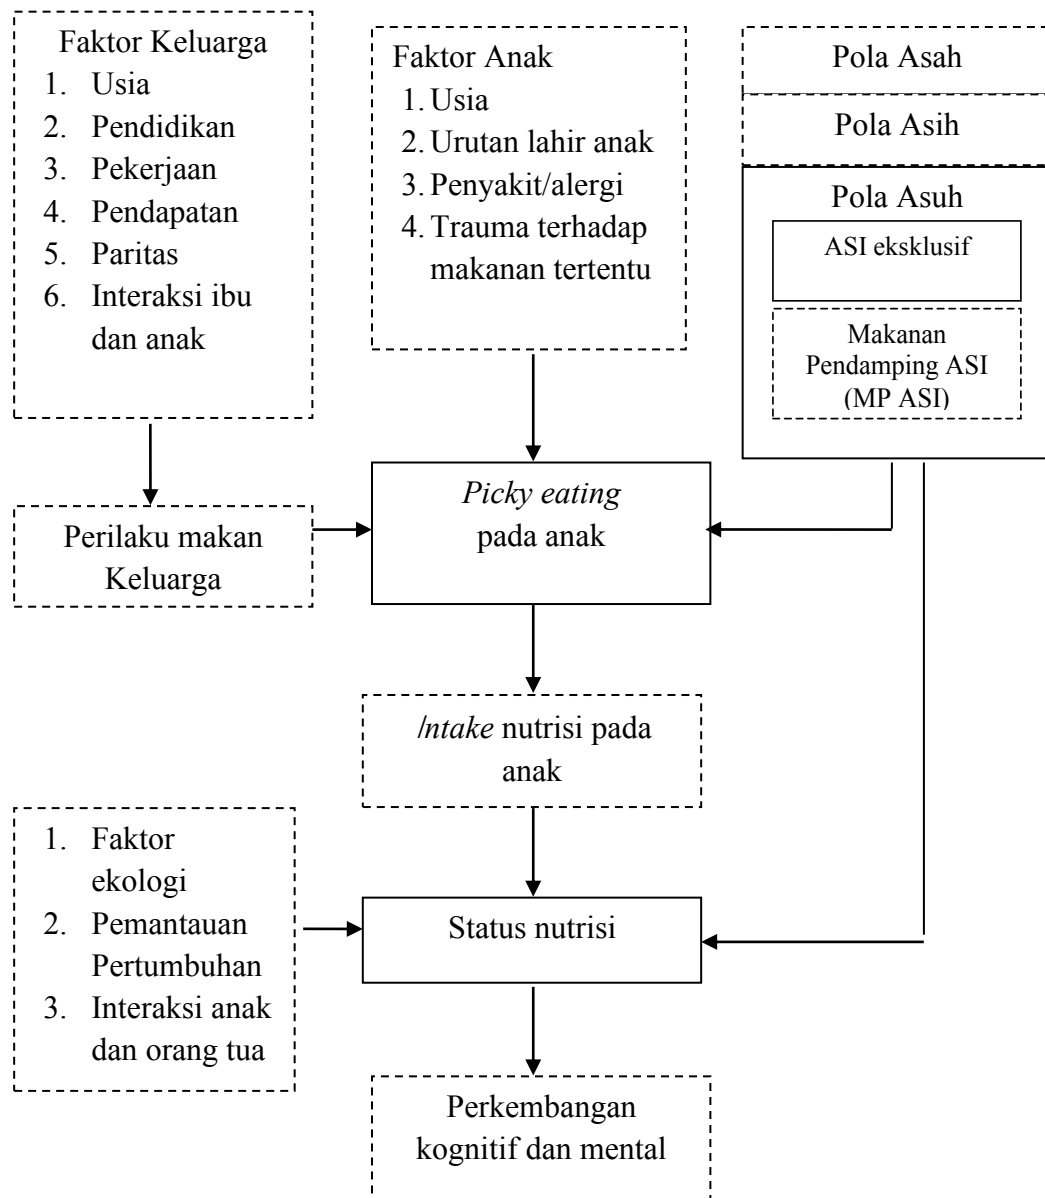 Faktor Keluarga
1. Usia
2. Pendidikan
3. Pekerjaan
4. Pendapatan
5. Paritas
6. Interaksi ibu
dan anak
Faktor Anak
1. Usia
2. Urutan lahir anak
3. Penyakit/alergi
4. Trauma terhadap
makanan tertentu
Pola Asah
Pola Asih
Pola Asuh
ASI eksklusif
Makanan
Pendamping ASI
(MP ASI)
Perilaku makan
Keluarga
Picky eating
pada anak
Intake nutrisi pada
anak
1. Faktor
ekologi
2. Pemantauan
Pertumbuhan
3. Interaksi anak
dan orang tua
Status nutrisi
Perkembangan
kognitif dan mental